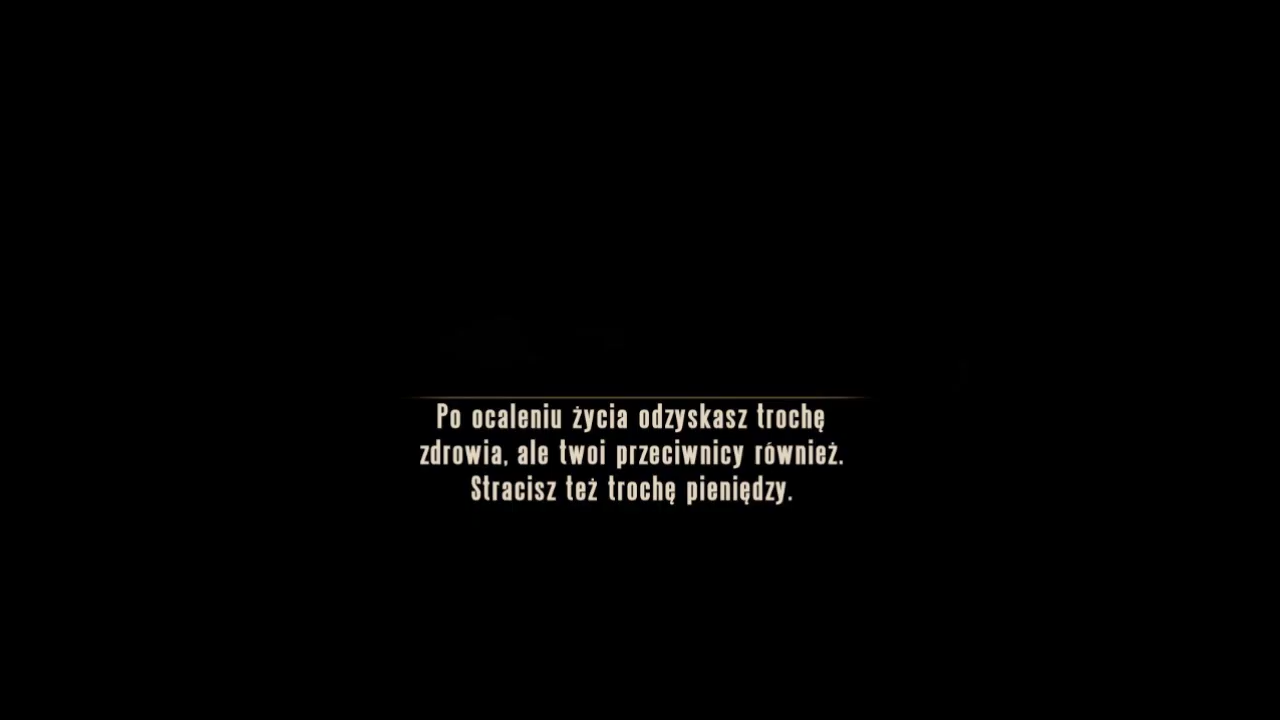 Po ocaleniu życia odzyskasz trochę
zdrowia, ale twoi przeciwnicy również.
Stracisz też trochę pieniędzy.